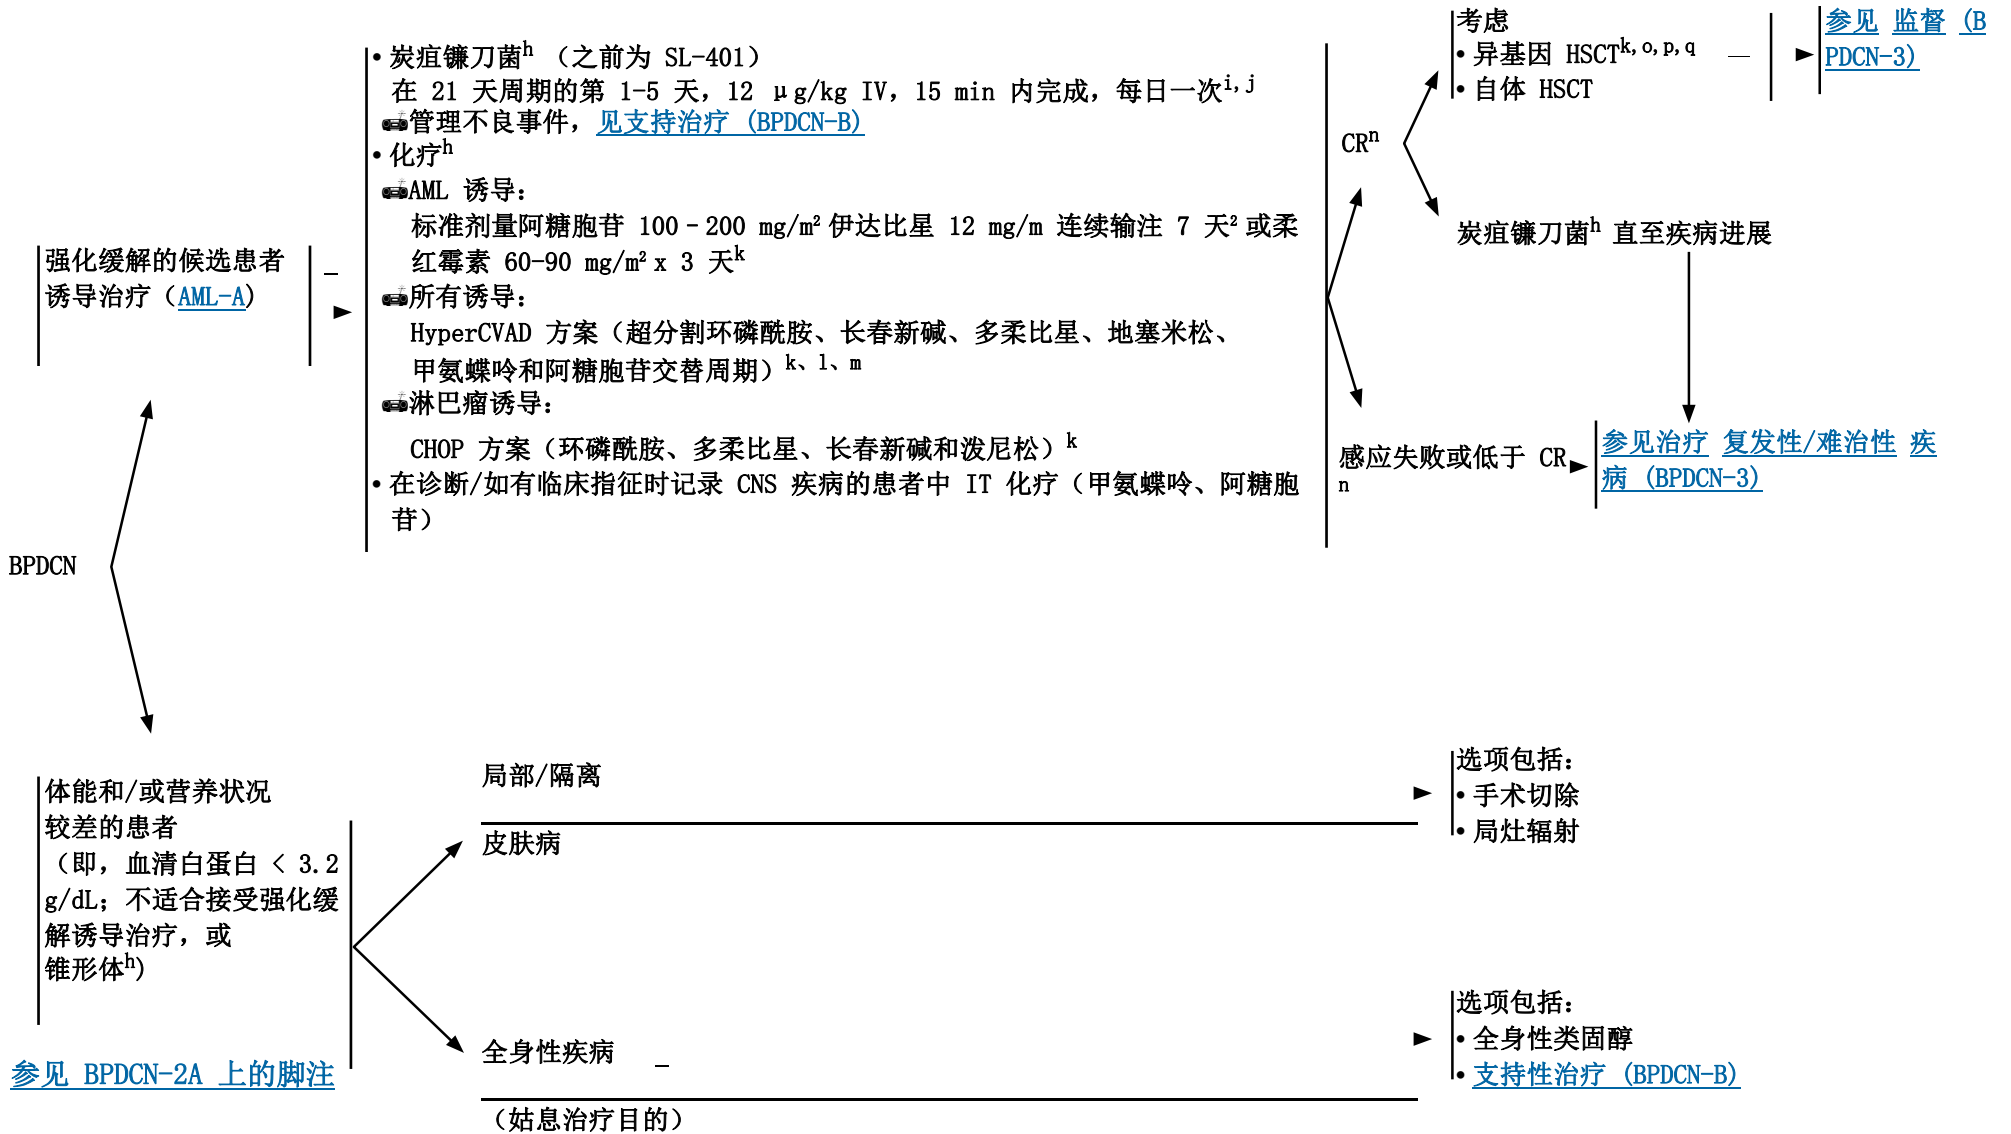 BPDCN
强化缓解的候选患者
诱导治疗（AML-A）
• 炭疽镰刀菌h （之前为 SL-401）
在 21 天周期的第 1-5 天，12 μg/kg IV，15 min 内完成，每日一次i,j
管理不良事件，见支持治疗 (BPDCN-B)
• 化疗h
AML 诱导：
标准剂量阿糖胞苷 100–200 mg/m² 伊达比星 12 mg/m 连续输注 7 天² 或柔
红霉素 60-90 mg/m² x 3 天k
所有诱导：
HyperCVAD 方案（超分割环磷酰胺、长春新碱、多柔比星、地塞米松、
甲氨蝶呤和阿糖胞苷交替周期）k、l、m
淋巴瘤诱导：
CHOP 方案（环磷酰胺、多柔比星、长春新碱和泼尼松）k
• 在诊断/如有临床指征时记录 CNS 疾病的患者中 IT 化疗（甲氨蝶呤、阿糖胞
苷）
CRn
考虑
• 异基因 HSCTk,o,p,q
• 自体 HSCT
参见 监督 (B
PDCN-3)
炭疽镰刀菌h 直至疾病进展
感应失败或低于 CR
n
参见治疗 复发性/难治性 疾
病 (BPDCN-3)
体能和/或营养状况
较差的患者
（即，血清白蛋白 < 3.2
g/dL；不适合接受强化缓
解诱导治疗，或
锥形体h)
局部/隔离
皮肤病
选项包括：
• 手术切除
• 局灶辐射
全身性疾病
（姑息治疗目的）
选项包括：
• 全身性类固醇
• 支持性治疗 (BPDCN-B)
参见 BPDCN-2A 上的脚注